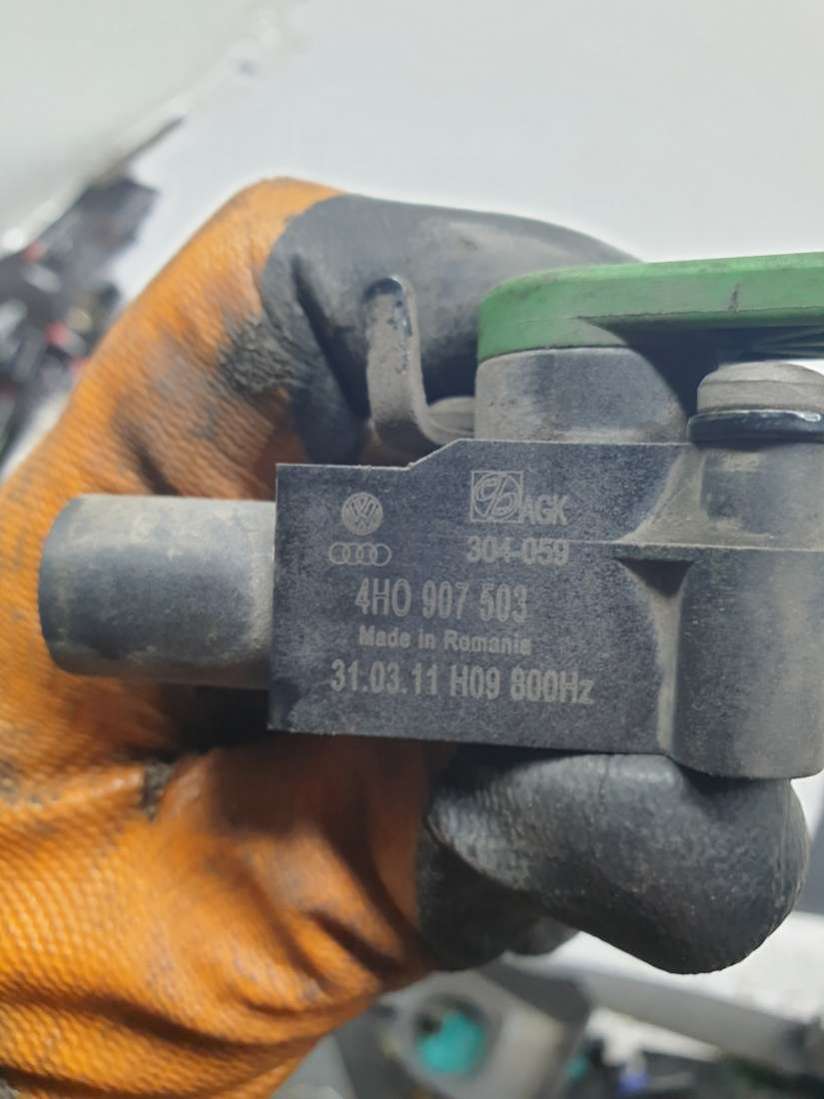 AGK
304-059
4H0 907 503
Made in Romania
31.03.11 H09 800Hz